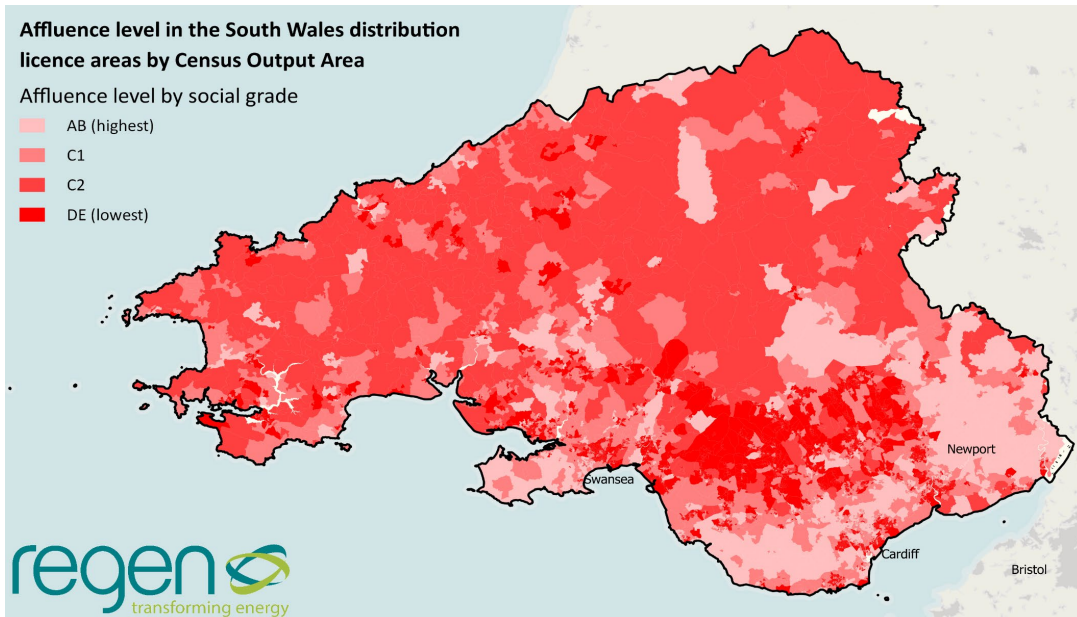 Affluence level in the South Wales distribution
licence areas by Census Output Area
Affluence level by social grade
AB (highest)
C1
C2
DE (lowest)
Newport
Swansea
Cardiff
Bristol
regen
transforming energy